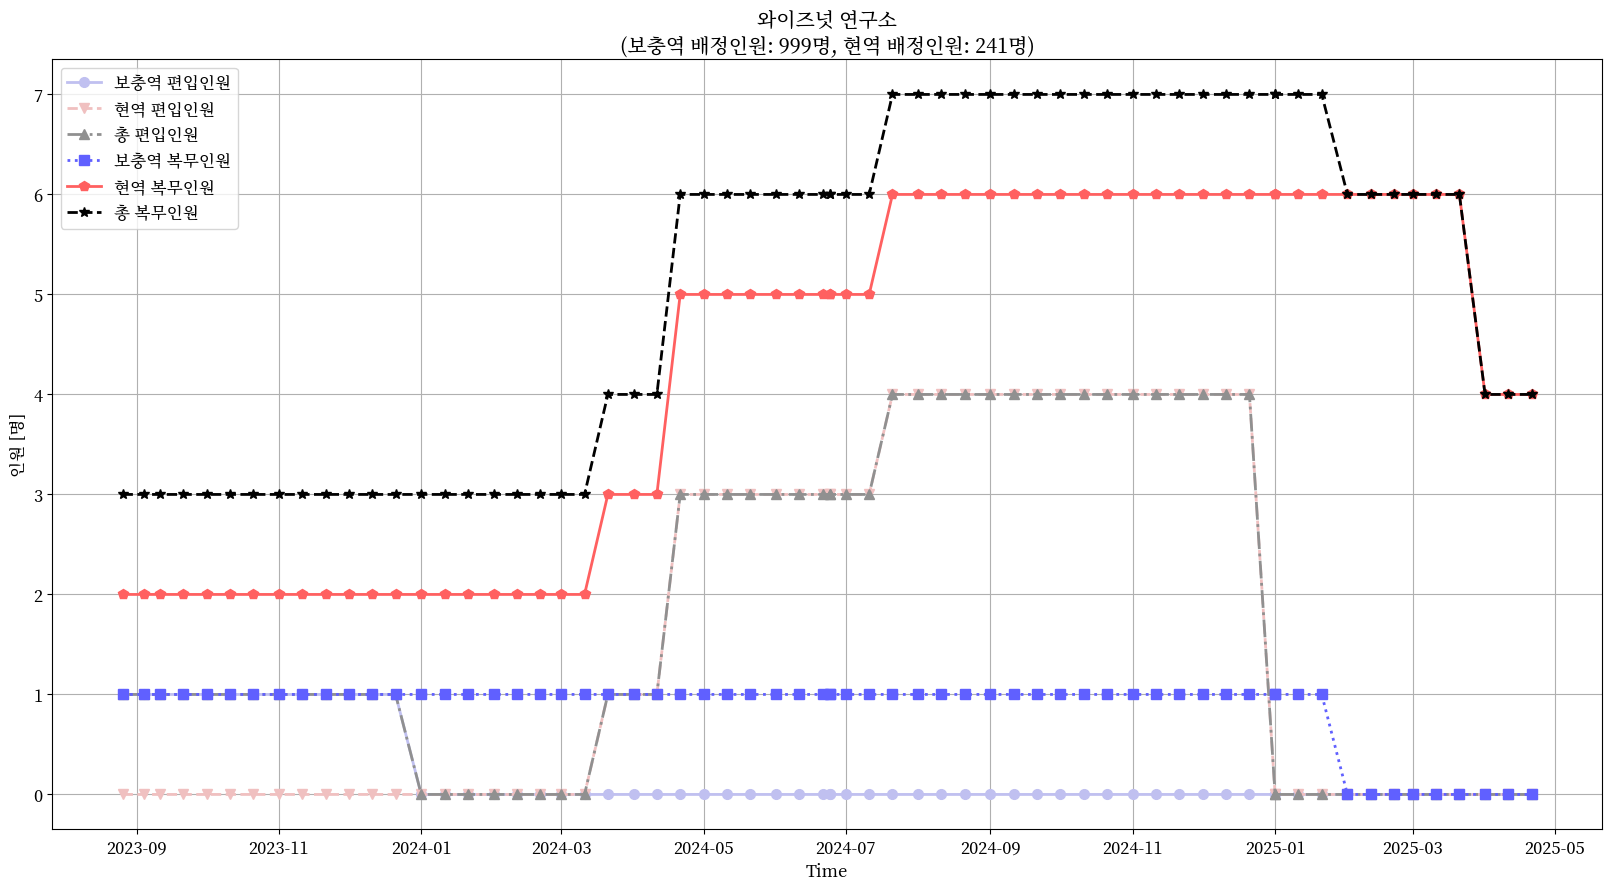 와이즈넛 연구소
(보충역 배정인원: 999명, 현역 배정인원: 241명)
보충역 편입인원
현역 편입인원
총 편입인원
보충역 복무인원
현역 복무인원
총 복무인원
인원 [명]
7
6
5
4
3
2
1
0
2023-09
2023-11
2024-01
2024-03
2024-05
2024-07
2024-09
2024-11
2025-01
2025-03
2025-05
Time